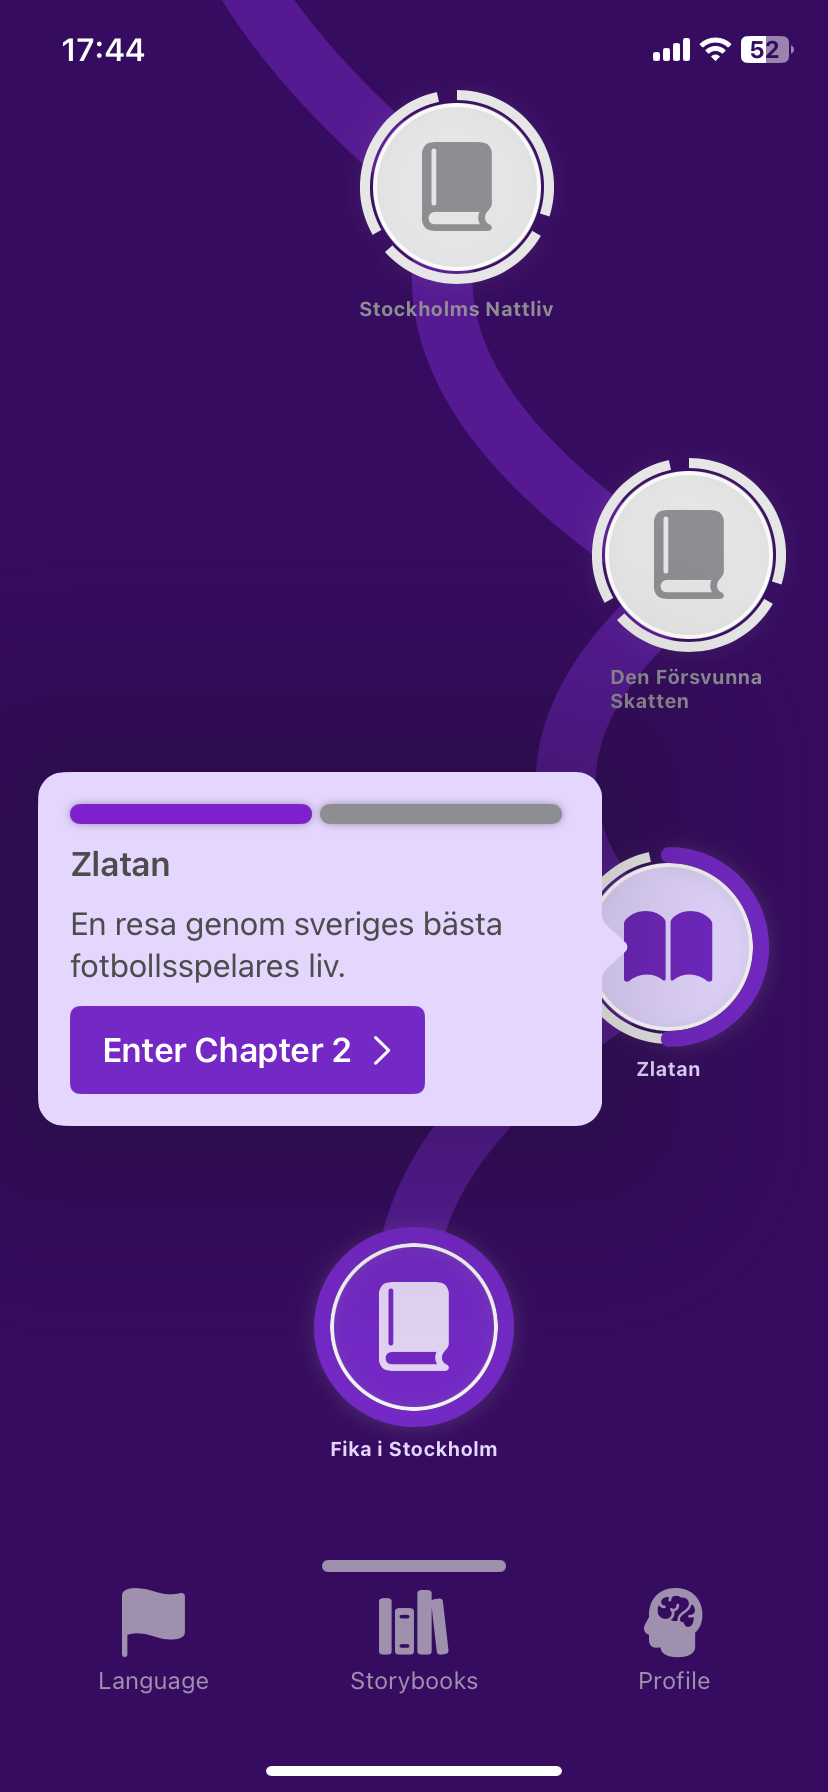 17:44
52
Stockholms Nattliv
Den Försvunna
Skatten
Zlatan
En resa genom sveriges bästa
fotbollsspelares liv.
Enter Chapter 2
Zlatan
Fika i Stockholm
Language
Storybooks
Profile